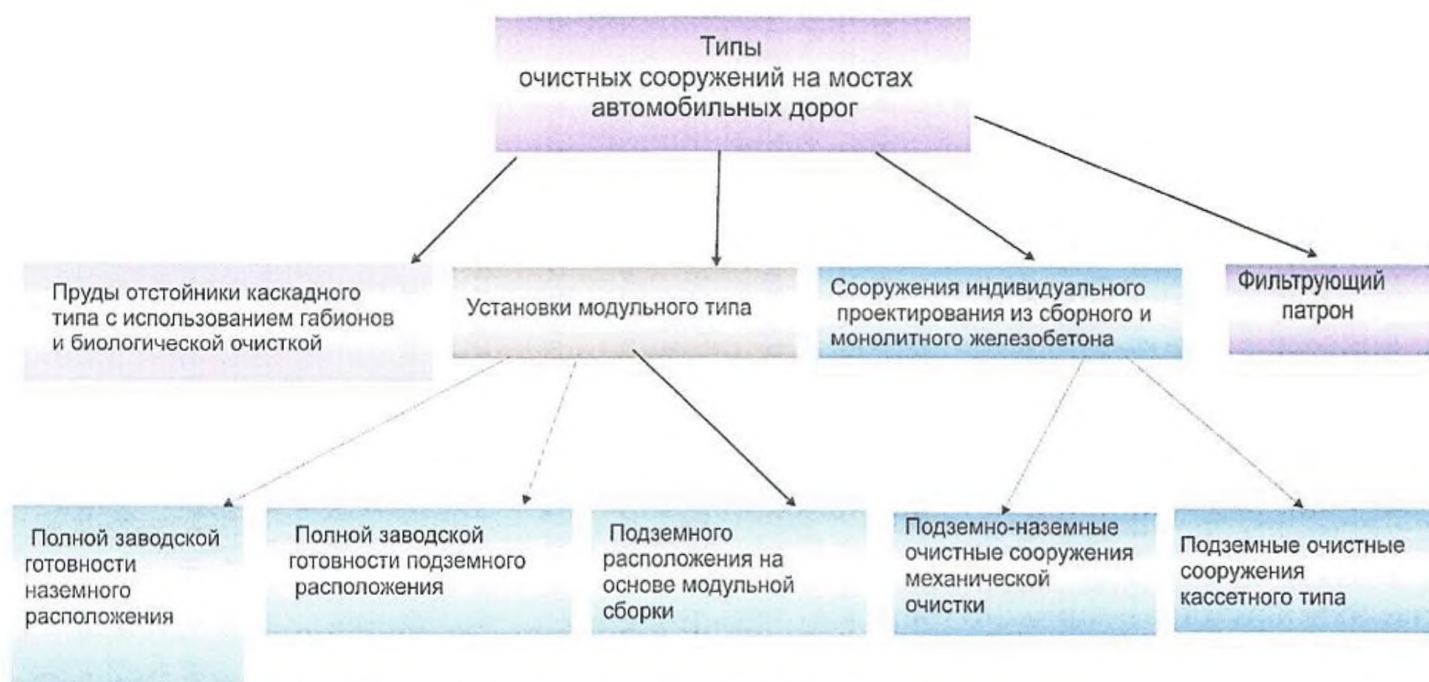 Типы
очистных сооружений на мостах
автомобильных дорог
Пруды отстойники каскадного
типа с использованием габионов
и биологической очисткой
Установки модульного типа
Сооружения индивидуального
проектирования из сборного и
монолитного железобетона
Фильтрующий
патрон
Полной заводской
готовности
наземного
расположения
Полной заводской
готовности подземного
расположения
Подземного
расположения на
основе модульной
сборки
Подземно-наземные
очистные сооружения
механической
очистки
Подземные очистные
сооружения
кассетного типа